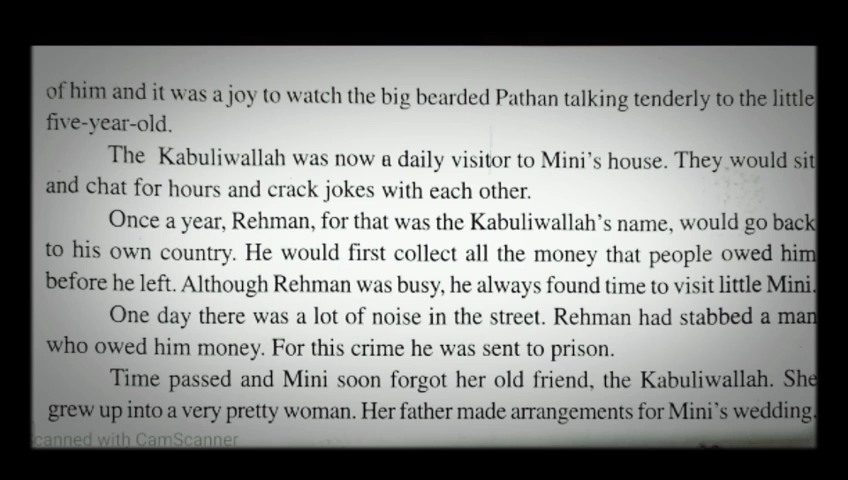 of him and it was a joy to watch the big bearded Pathan talking tenderly to the little
five-year-old.
The Kabuliwallah was now a daily visitor to Mini's house. They would sit
and chat for hours and crack jokes with each other.
Once a year, Rehman, for that was the Kabuliwallah's name, would go back
to his own country. He would first collect all the money that people owed him
before he left. Although Rehman was busy, he always found time to visit little Mini.
One day there was a lot of noise in the street. Rehman had stabbed a man
who owed him money. For this crime he was sent to prison.
Time passed and Mini soon forgot her old friend, the Kabuliwallah. She
grew up into a very pretty woman. Her father made arrangements for Mini's wedding.
canned with CamScanner